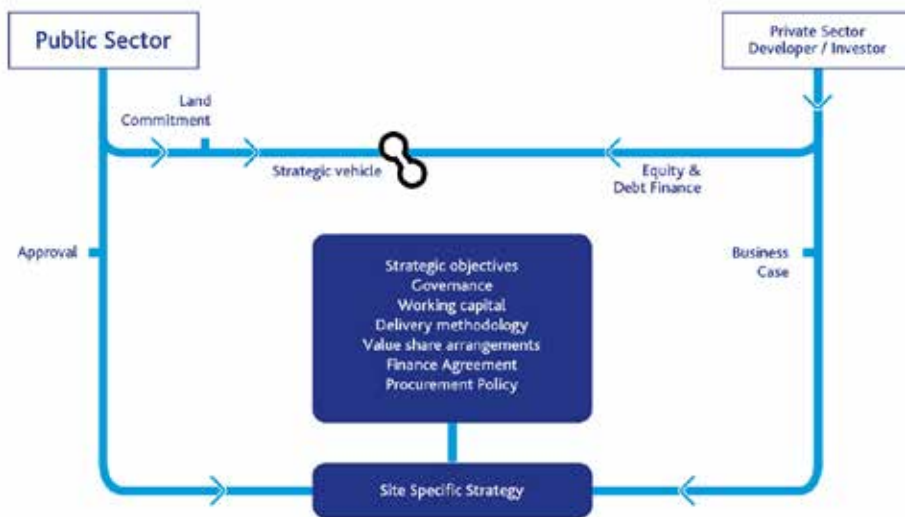 Public Sector
Private Sector
Developer / Investor
Land
Commitment
Strategic vehicle
Equity &
Debt Finance
Approval
Business
Case
Strategic objectives
Governance
Working capital
Delivery methodology
Value share arrangements
Finance Agreement
Procurement Policy
Site Specific Strategy